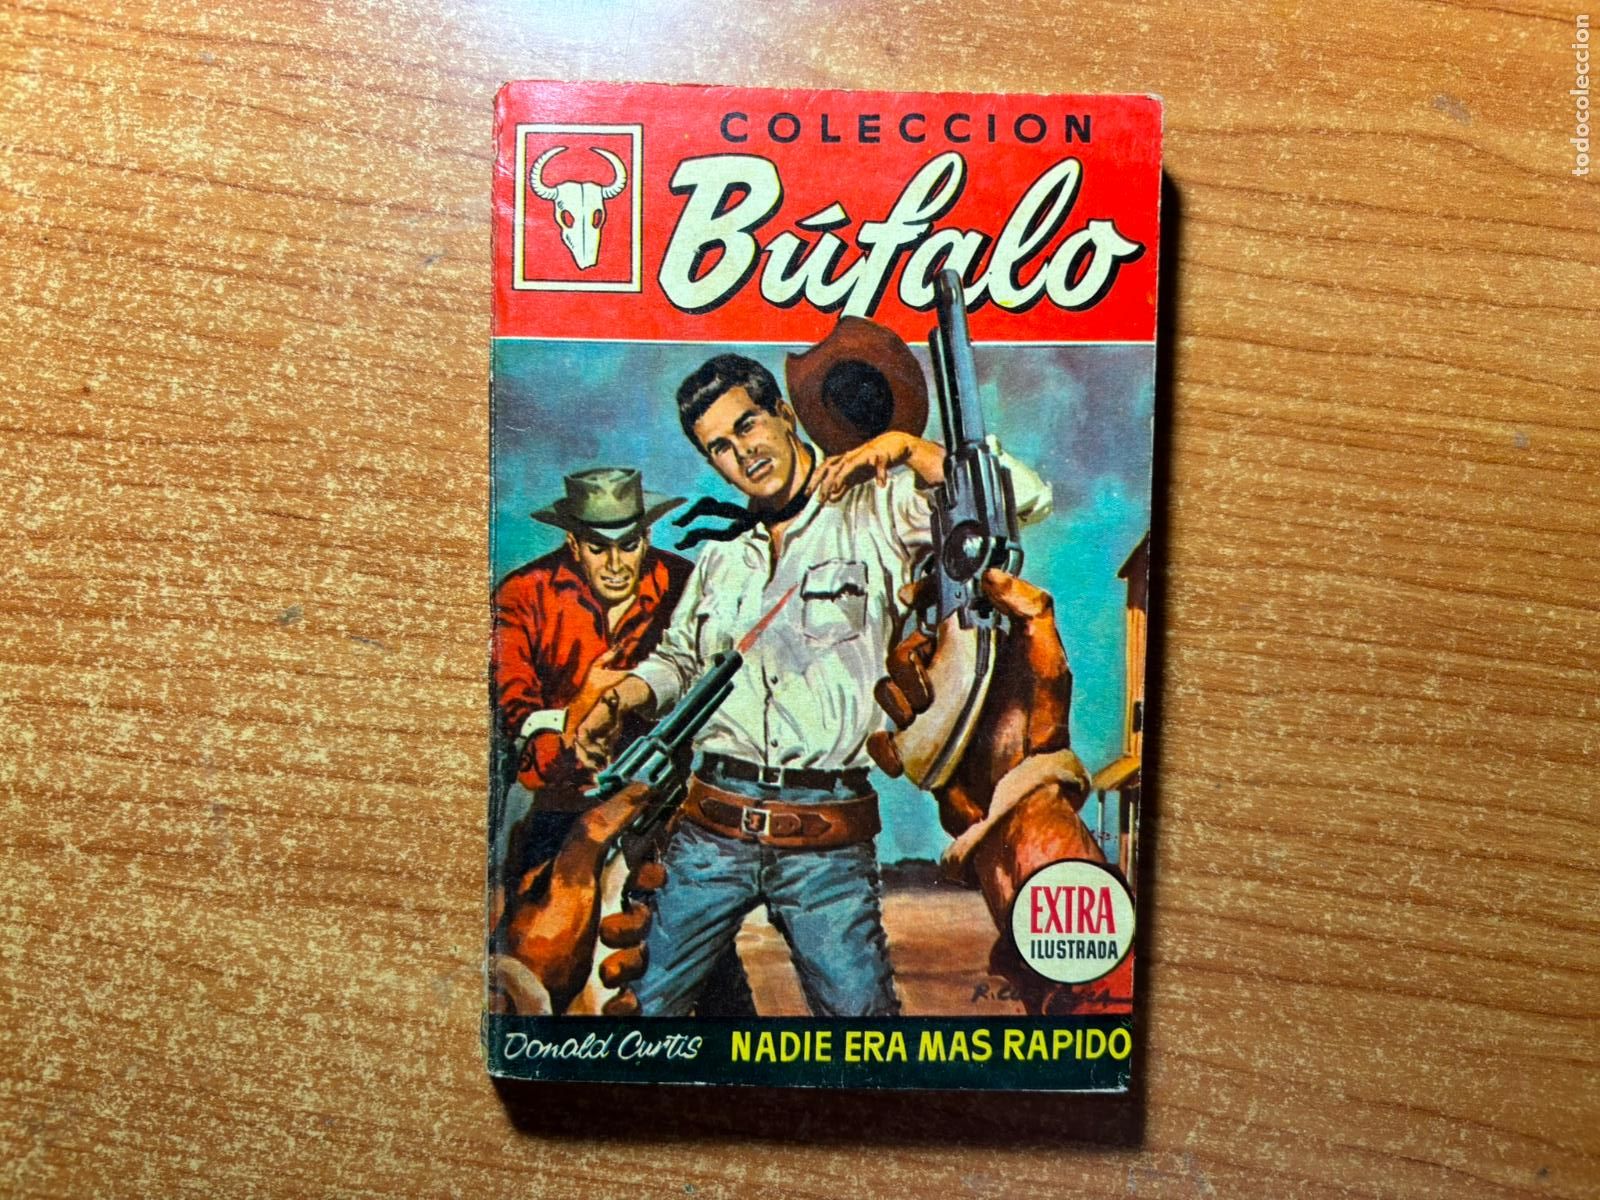 COLECCION
Búfalo
EXTRA
ILUSTRADA
Donald Curtis NADIE ERA MAS RAPIDO
todocoleccion